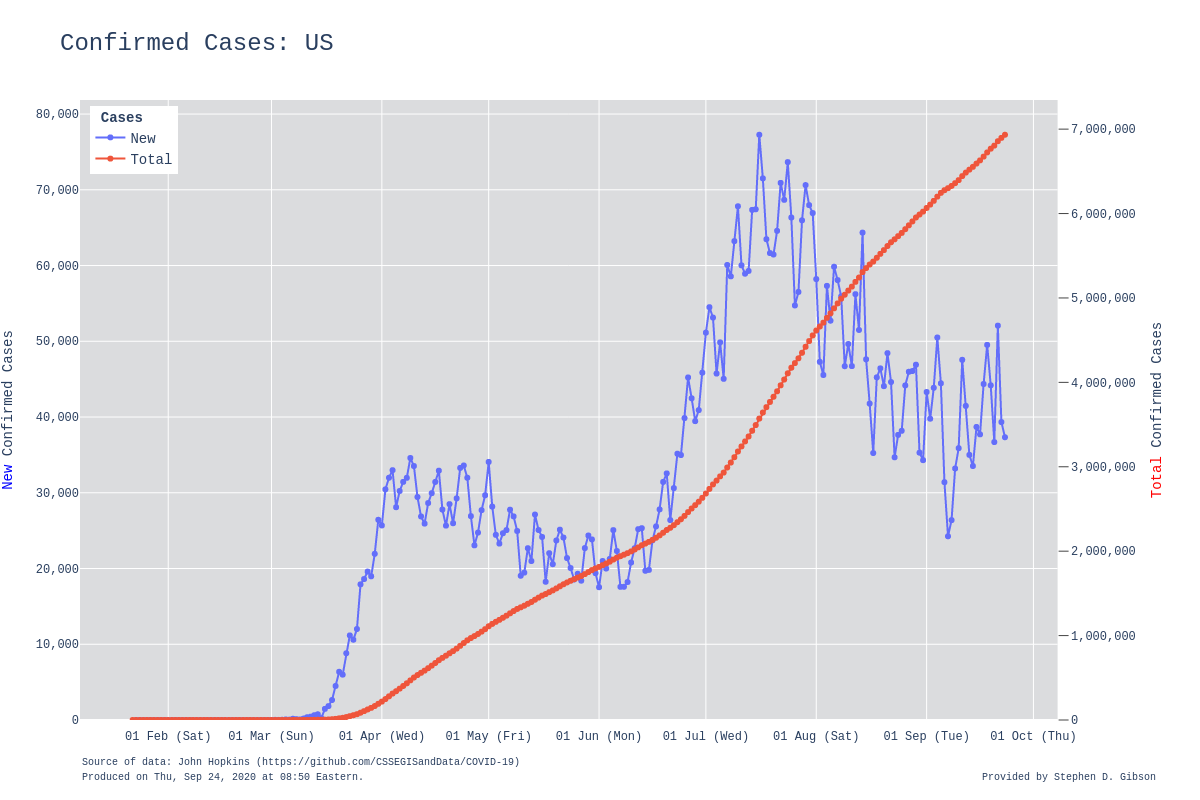 Confirmed Cases: US
Cases
New
Total
80,000
70,000
60,000
50,000
40,000
30,000
20,000
10,000
0
New Confirmed Cases
7,000,000
6,000,000
5,000,000
4,000,000
3,000,000
2,000,000
1,000,000
0
Total Confirmed Cases
01 Feb (Sat) 01 Mar (Sun) 01 Apr (Wed) 01 May (Fri) 01 Jun (Mon) 01 Jul (Wed) 01 Aug (Sat) 01 Sep (Tue) 01 Oct (Thu)
Source of data: John Hopkins (https://github.com/CSSEGISandData/COVID-19)
Produced on Thu, Sep 24, 2020 at 08:50 Eastern.
Provided by Stephen D. Gibson